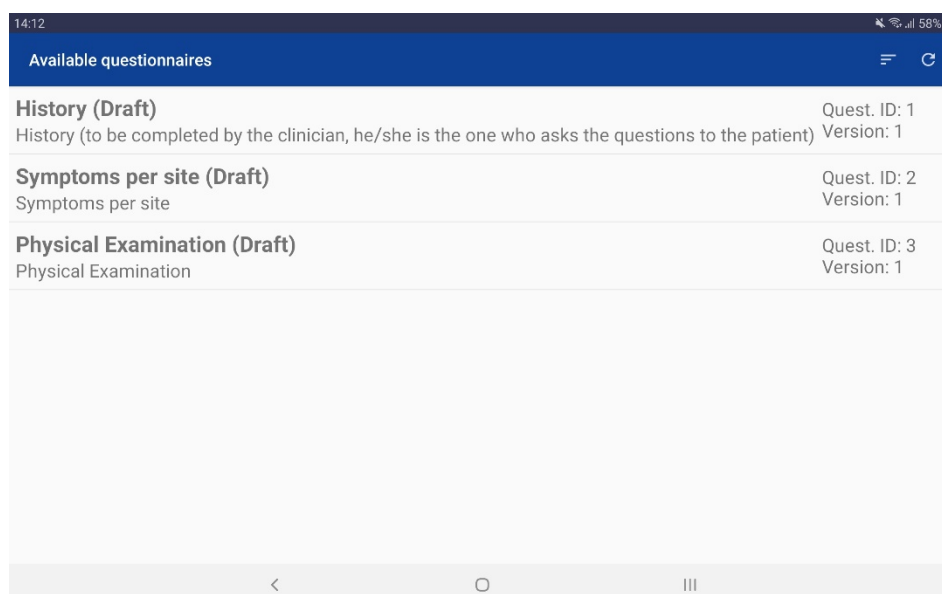 14:12 58%
Available questionnaires
History (Draft) Quest. ID: 1
History (to be completed by the clinician, he/she is the one who asks the questions to the patient) Version: 1
Symptoms per site (Draft) Quest. ID: 2
Symptoms per site Version: 1
Physical Examination (Draft) Quest. ID: 3
Physical Examination Version: 1